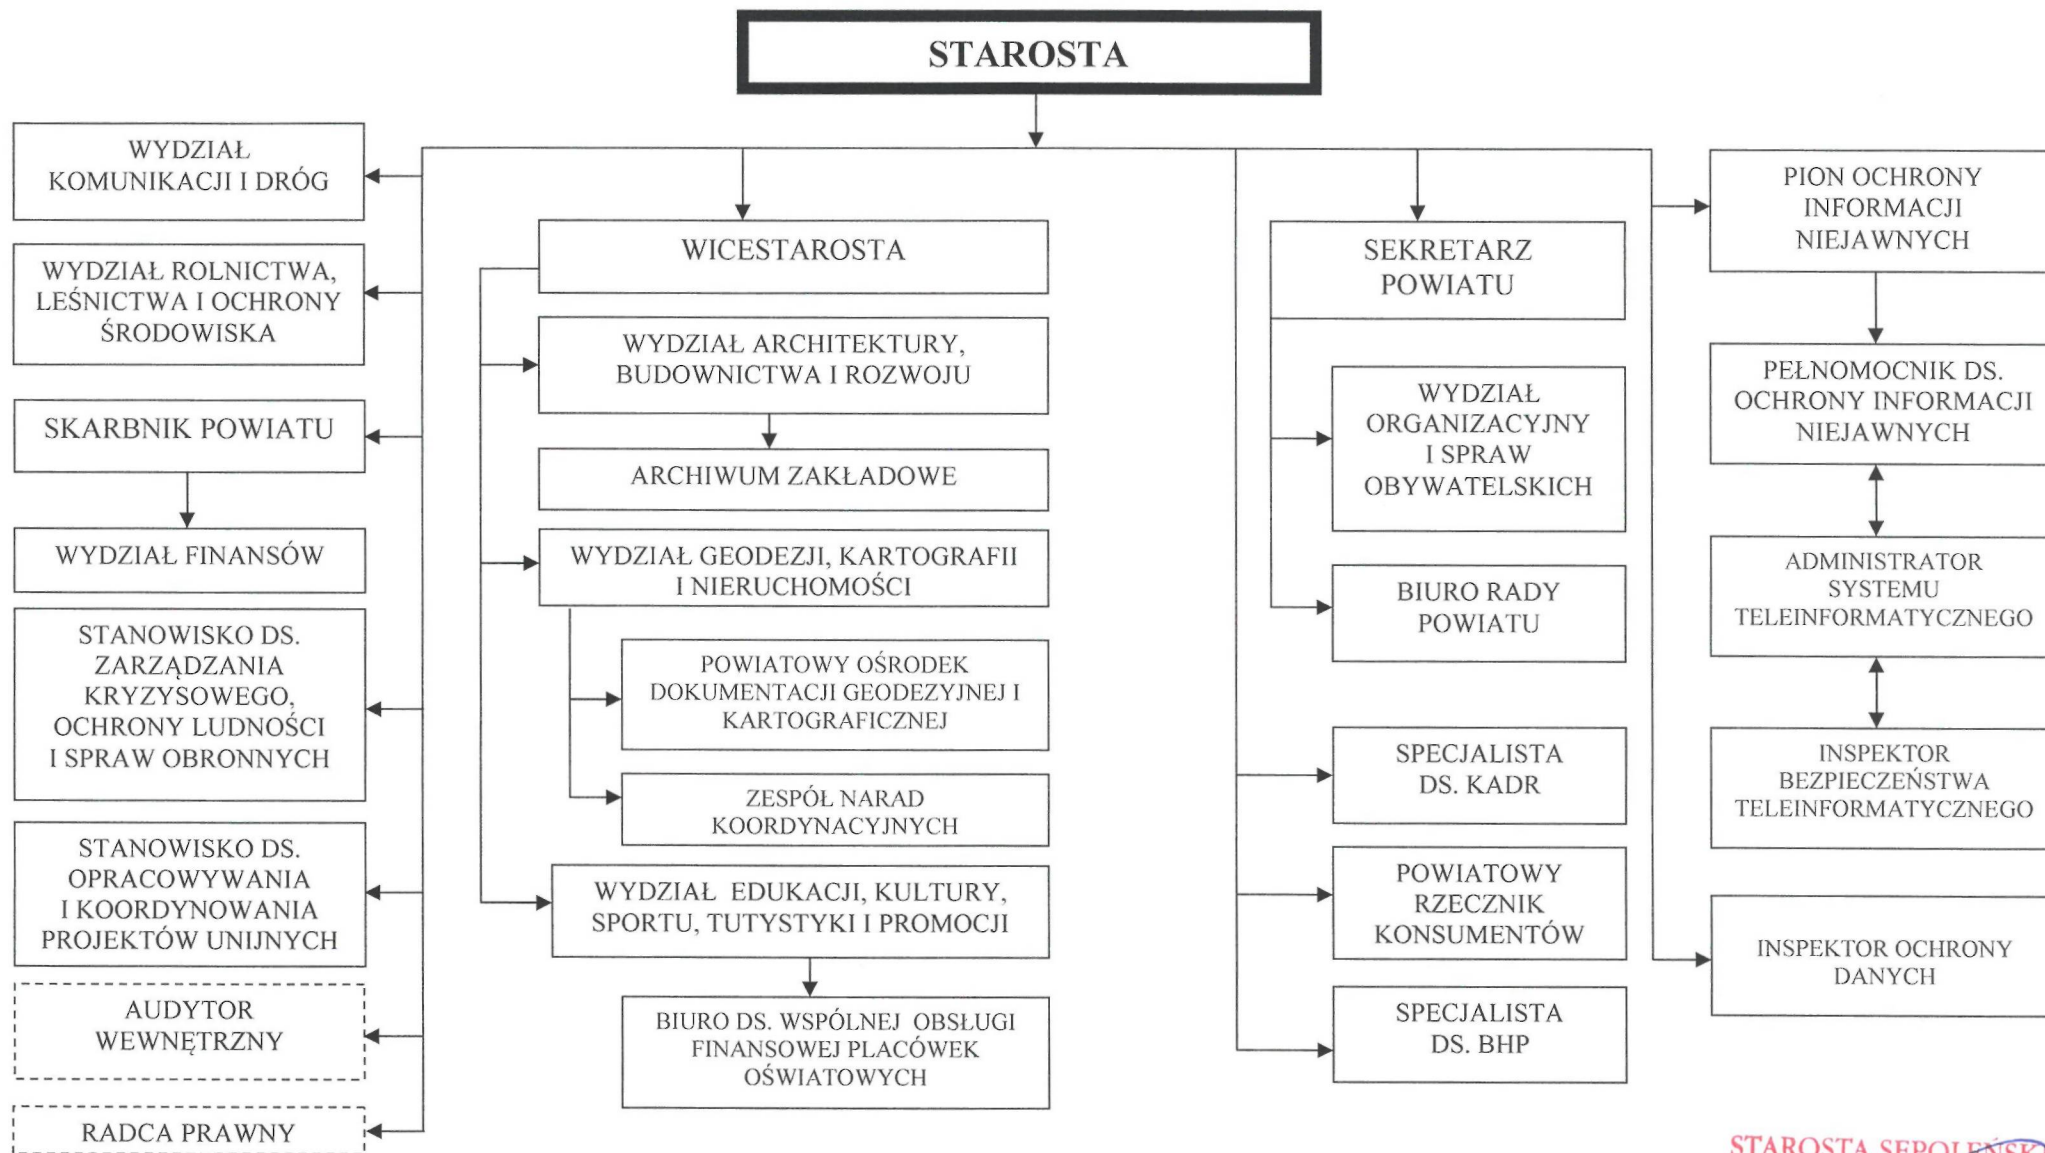 STAROSTA
WYDZIAŁ
KOMUNIKACJI I DRÓG
WYDZIAŁ ROLNICTWA,
LEŚNICTWA I OCHRONY
ŚRODOWISKA
SKARBNIK POWIATU
WYDZIAŁ FINANSÓW
STANOWISKO DS.
ZARZĄDZANIA
KRYZYSOWEGO,
OCHRONY LUDNOŚCI
I SPRAW OBRONNYCH
STANOWISKO DS.
OPRACOWYWANIA
I KOORDYNOWANIA
PROJEKTÓW UNIJNYCH
AUDYTOR
WEWNĘTRZNY
RADCA PRAWNY
WICESTAROSTA
WYDZIAŁ ARCHITEKTURY,
BUDOWNICTWA I ROZWOJU
ARCHIWUM ZAKŁADOWE
WYDZIAŁ GEODEZJI, KARTOGRAFII
I NIERUCHOMOŚCI
POWIATOWY OŚRODEK
DOKUMENTACJI GEODEZYJNEJ I
KARTOGRAFICZNEJ
ZESPÓŁ NARAD
KOORDYNACYJNYCH
WYDZIAŁ EDUKACJI, KULTURY,
SPORTU, TUTYSTYKI I PROMOCJI
BIURO DS. WSPÓLNEJ OBSŁUGI
FINANSOWEJ PLACÓWEK
OŚWIATOWYCH
SEKRETARZ
POWIATU
WYDZIAŁ
ORGANIZACYJNY
I SPRAW
OBYWATELSKICH
BIURO RADY
POWIATU
SPECJALISTA
DS. KADR
POWIATOWY
RZECZNIK
KONSUMENTÓW
SPECJALISTA
DS. BHP
PION OCHRONY
INFORMACJI
NIEJAWNYCH
PEŁNOMOCNIK DS.
OCHRONY INFORMACJI
NIEJAWNYCH
ADMINISTRATOR
SYSTEMU
TELEINFORMATYCZNEGO
INSPEKTOR
BEZPIECZEŃSTWA
TELEINFORMATYCZNEGO
INSPEKTOR OCHRONY
DANYCH
STAROSTA